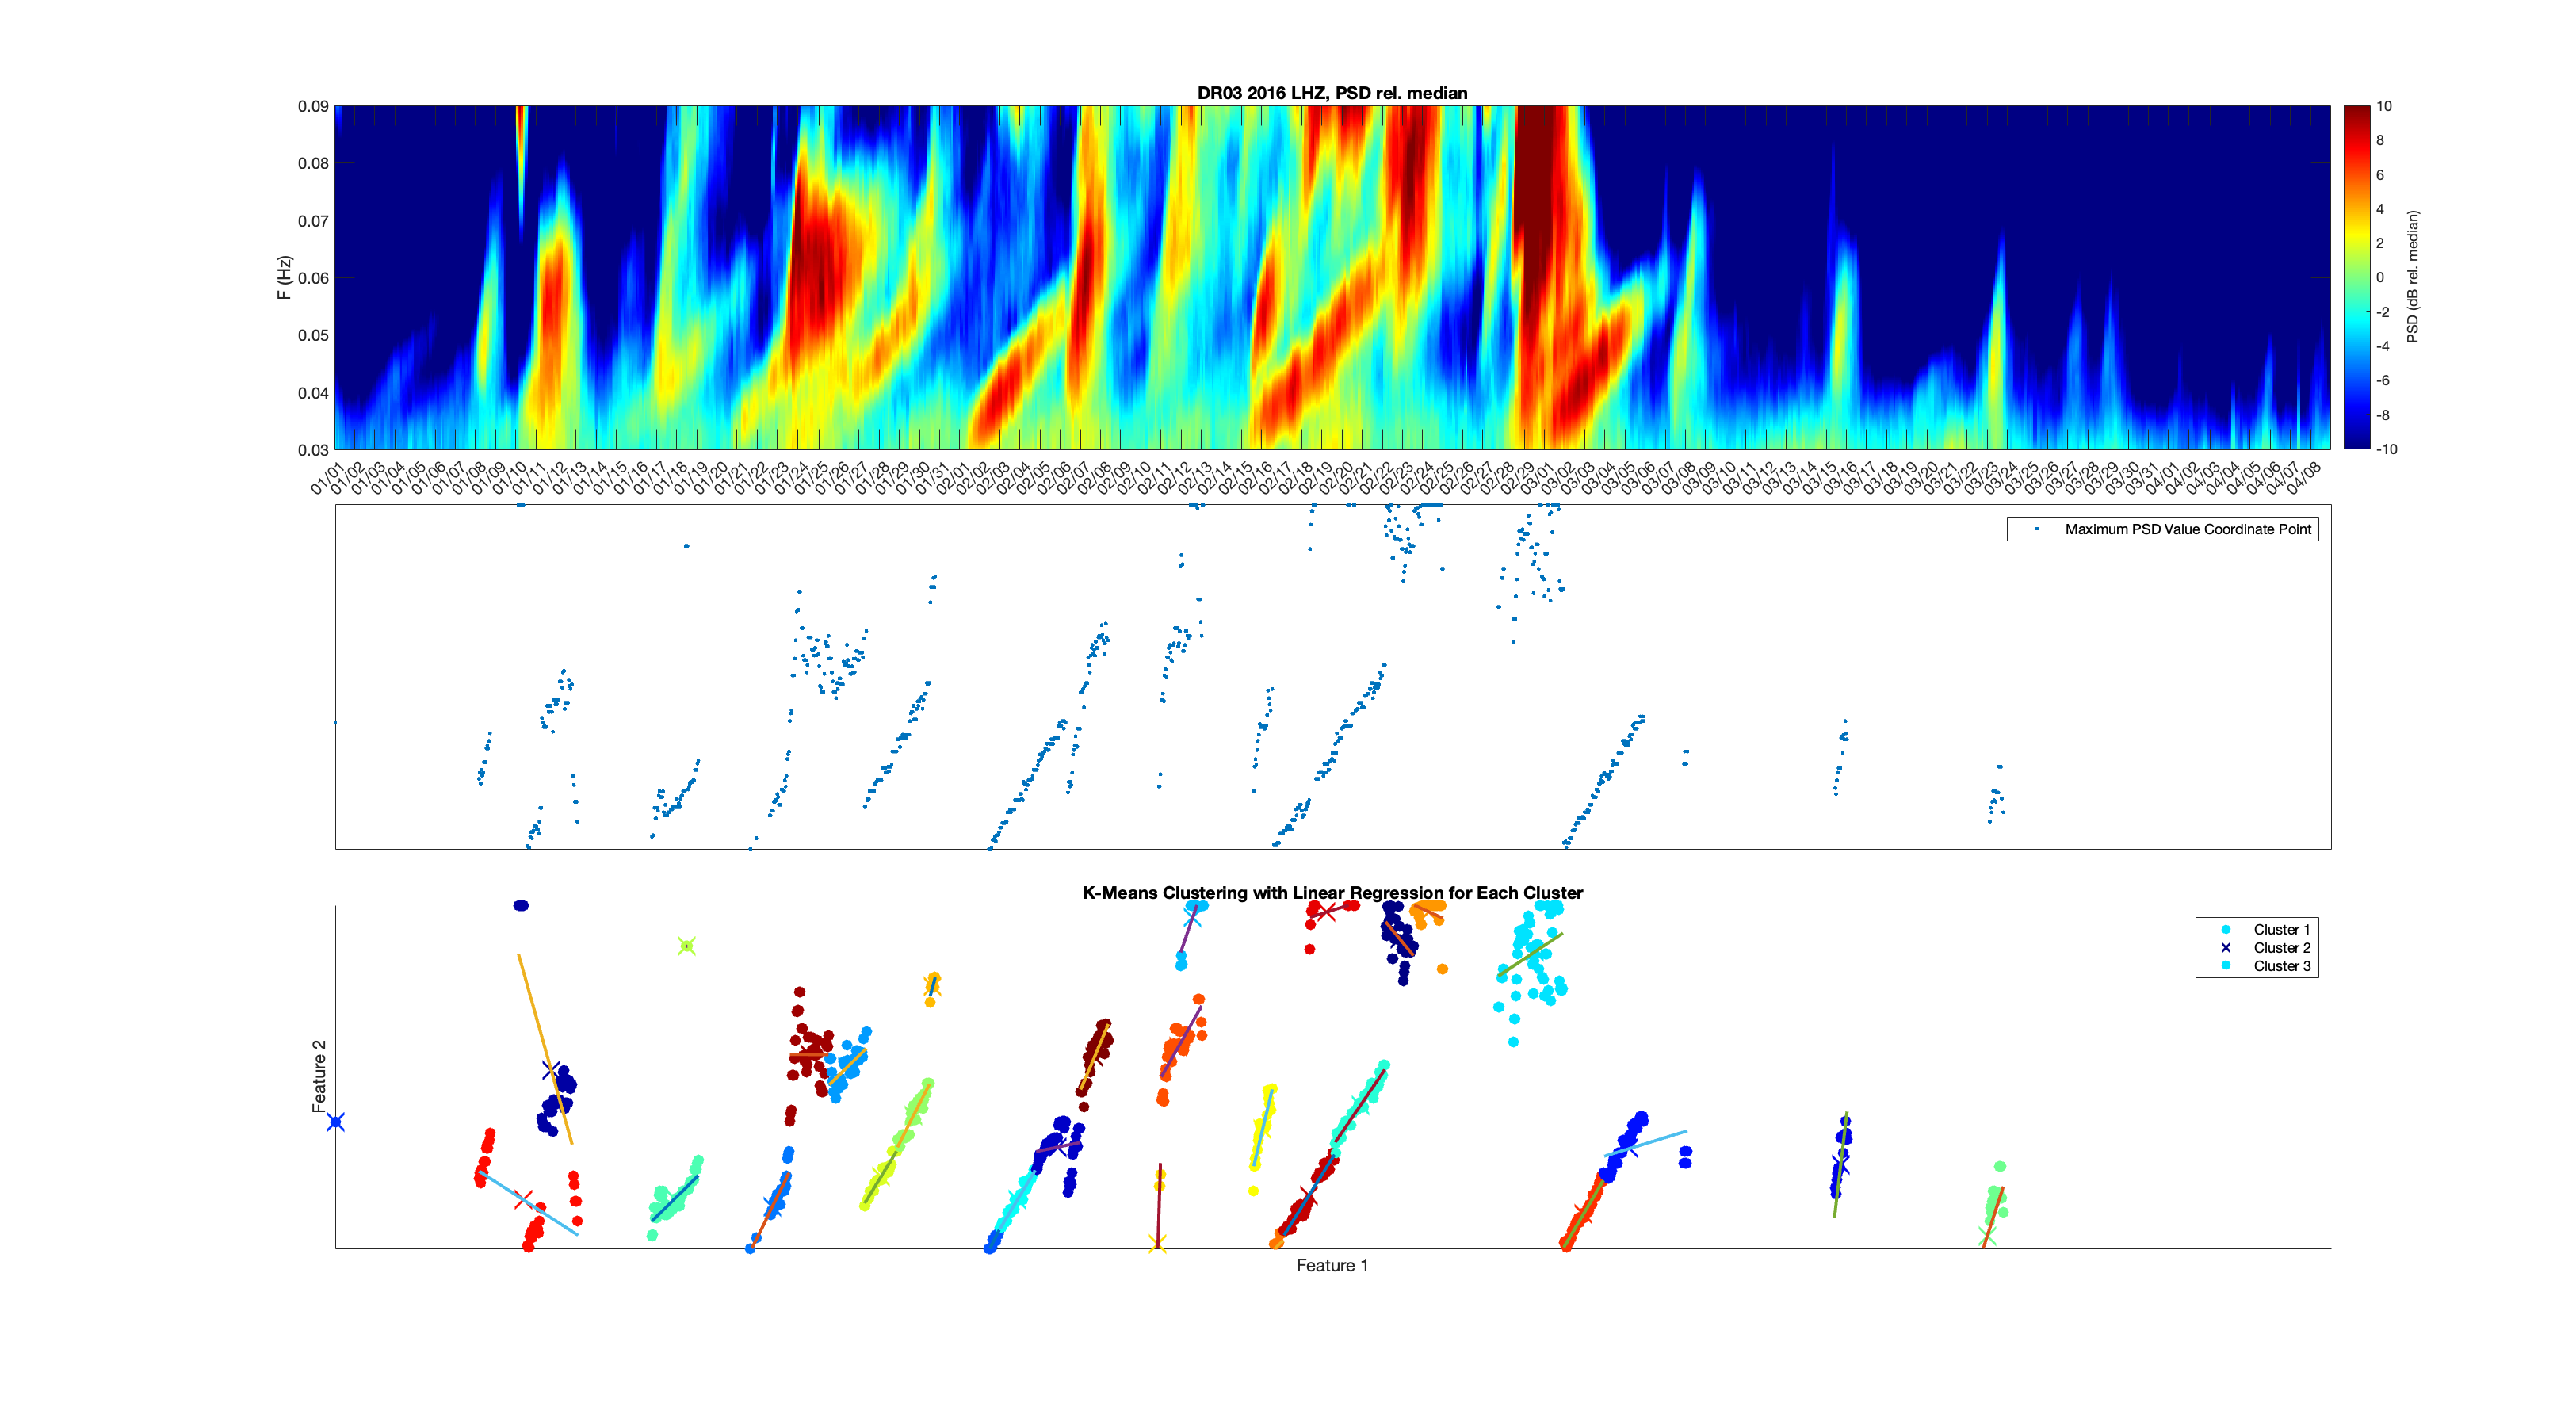 DR03 2016 LHZ, PSD rel. median
F (Hz)
0.09
0.08
0.07
0.06
0.05
0.04
0.03
10
8
6
4
2
0
-2
-4
-6
-8
-10
PSD (dB rel. median)
01/01 01/02 01/03 01/04 01/05 01/06 01/07 01/08 01/09 01/10 01/11 01/12 01/13 01/14 01/15 01/16 01/17 01/18 01/19 01/20 01/21 01/22 01/23 01/24 01/25 01/26 01/27 01/28 01/29 01/30 01/31 02/01 02/02 02/03 02/04 02/05 02/06 02/07 02/08 02/09 02/10 02/11 02/12 02/13 02/14 02/15 02/16 02/17 02/18 02/19 02/20 02/21 02/22 02/23 02/24 02/25 02/26 02/27 02/28 02/29 03/01 03/02 03/03 03/04 03/05 03/06 03/07 03/08 03/09 03/10 03/11 03/12 03/13 03/14 03/15 03/16 03/17 03/18 03/19 03/20 03/21 03/22 03/23 03/24 03/25 03/26 03/27 03/28 03/29 03/30 03/31 04/01 04/02 04/03 04/04 04/05 04/06 04/07 04/08
Maximum PSD Value Coordinate Point
K-Means Clustering with Linear Regression for Each Cluster
Feature 2
Cluster 1
Cluster 2
Cluster 3
Feature 1